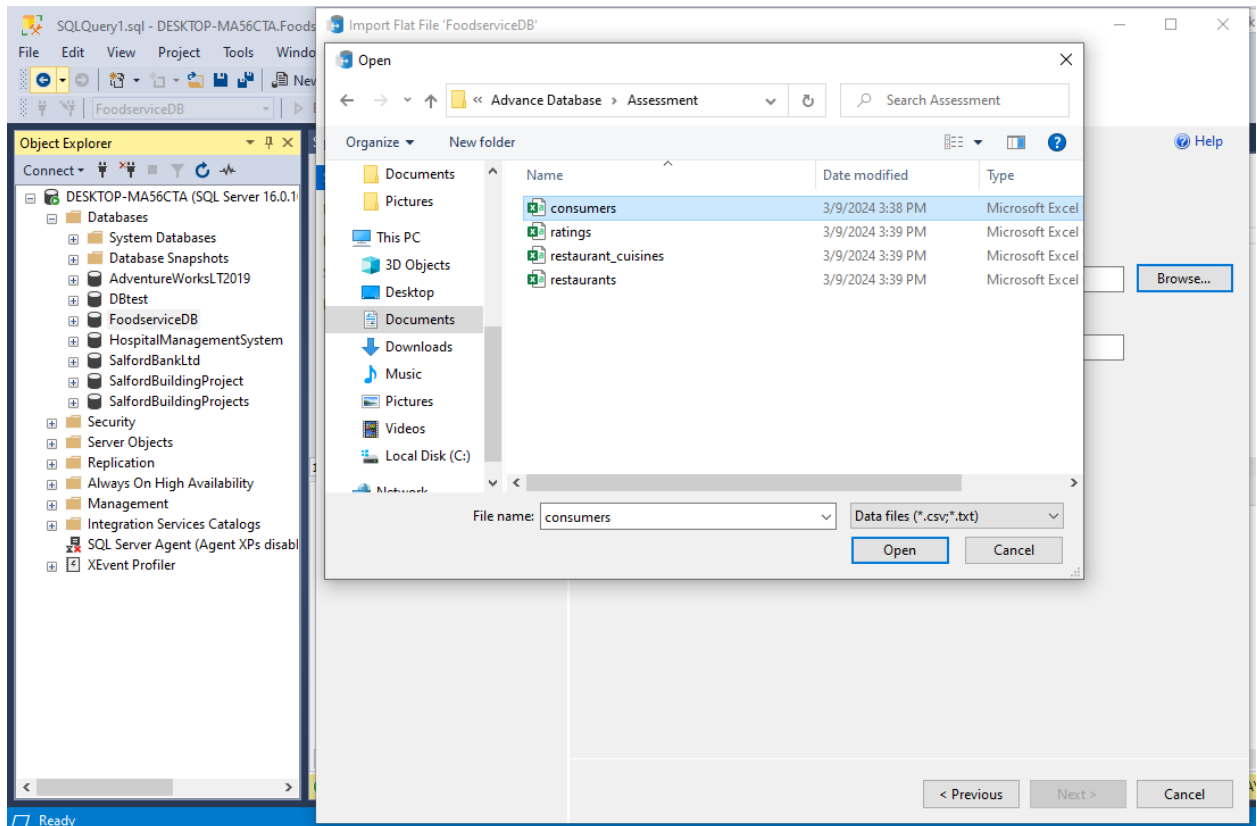 SQLQuery1.sql - DESKTOP-MA56CTA.Foods
File Edit View Project Tools Windo
New
FoodserviceDB
Object Explorer
Connect
DESKTOP-MA56CTA (SQL Server 16.0.1
Databases
System Databases
Database Snapshots
AdventureWorksLT2019
DBtest
FoodserviceDB
HospitalManagementSystem
SalfordBankLtd
SalfordBuildingProject
SalfordBuildingProjects
Security
Server Objects
Replication
Always On High Availability
Management
Integration Services Catalogs
SQL Server Agent (Agent XPs disabl
XEvent Profiler
Ready
Import Flat File 'FoodserviceDB'
Help
Browse...
Open
« Advance Database › Assessment
Search Assessment
Organize New folder
Documents
Pictures
This PC
3D Objects
Desktop
Documents
Downloads
Music
Pictures
Videos
Local Disk (C:)
Network
Name Date modified Type
consumers 3/9/2024 3:38 PM Microsoft Excel
ratings 3/9/2024 3:39 PM Microsoft Excel
restaurant_cuisines 3/9/2024 3:39 PM Microsoft Excel
restaurants 3/9/2024 3:39 PM Microsoft Excel
File name: consumers Data files (*.csv;*.txt)
Open Cancel
< Previous Next > Cancel